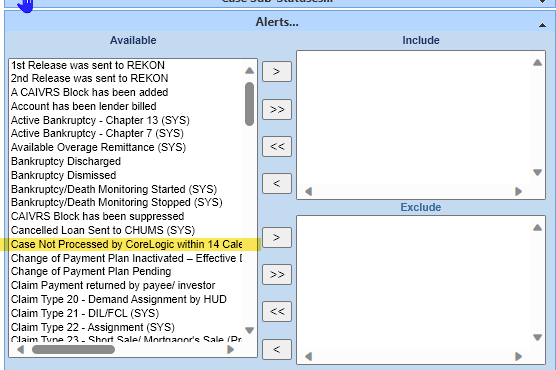 Case Sub-Statuses...
Alerts...
Available
Include
1st Release was sent to REKON
2nd Release was sent to REKON
A CAIVRS Block has been added
Account has been lender billed
Active Bankruptcy - Chapter 13 (SYS)
Active Bankruptcy - Chapter 7 (SYS)
Available Overage Remittance (SYS)
Bankruptcy Discharged
Bankruptcy Dismissed
Bankruptcy/Death Monitoring Started (SYS)
Bankruptcy/Death Monitoring Stopped (SYS)
CAIVRS Block has been suppressed
Cancelled Loan Sent to CHUMS (SYS)
Case Not Processed by CoreLogic within 14 Cale
Change of Payment Plan Inactivated – Effective D
Change of Payment Plan Pending
Claim Payment returned by payee/ investor
Claim Type 20 - Demand Assignment by HUD
Claim Type 21 - DIL/FCL (SYS)
Claim Type 22 - Assignment (SYS)
Claim Type 23 - Short Sale/ Mortgagor's Sale (Pr
>
>>
<<
<
Exclude
>
>>
<<
<